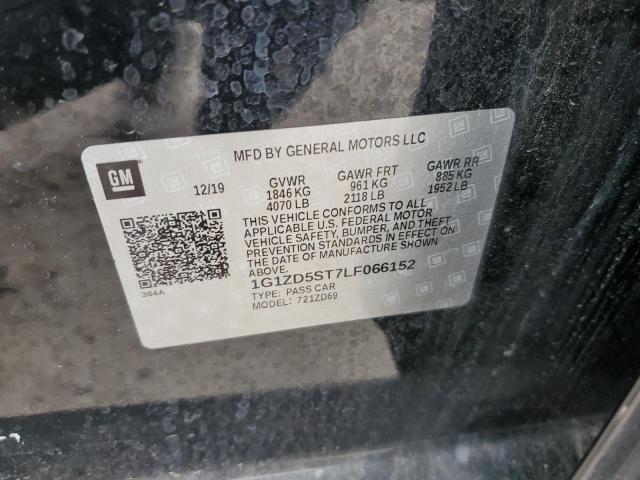 MFD BY GENERAL MOTORS LLC
GM
12/19 GVWR GAWR FRT GAWR RR
1846 KG 961 KG 885 KG
4070 LB 2118 LB 1952 LB
THIS VEHICLE CONFORMS TO ALL
APPLICABLE U.S. FEDERAL MOTOR
VEHICLE SAFETY, BUMPER, AND THEFT
PREVENTION STANDARDS IN EFFECT ON
THE DATE OF MANUFACTURE SHOWN
ABOVE.
384A
1G1ZD5ST7LF066152
TYPE: PASS CAR
MODEL: 721ZD69